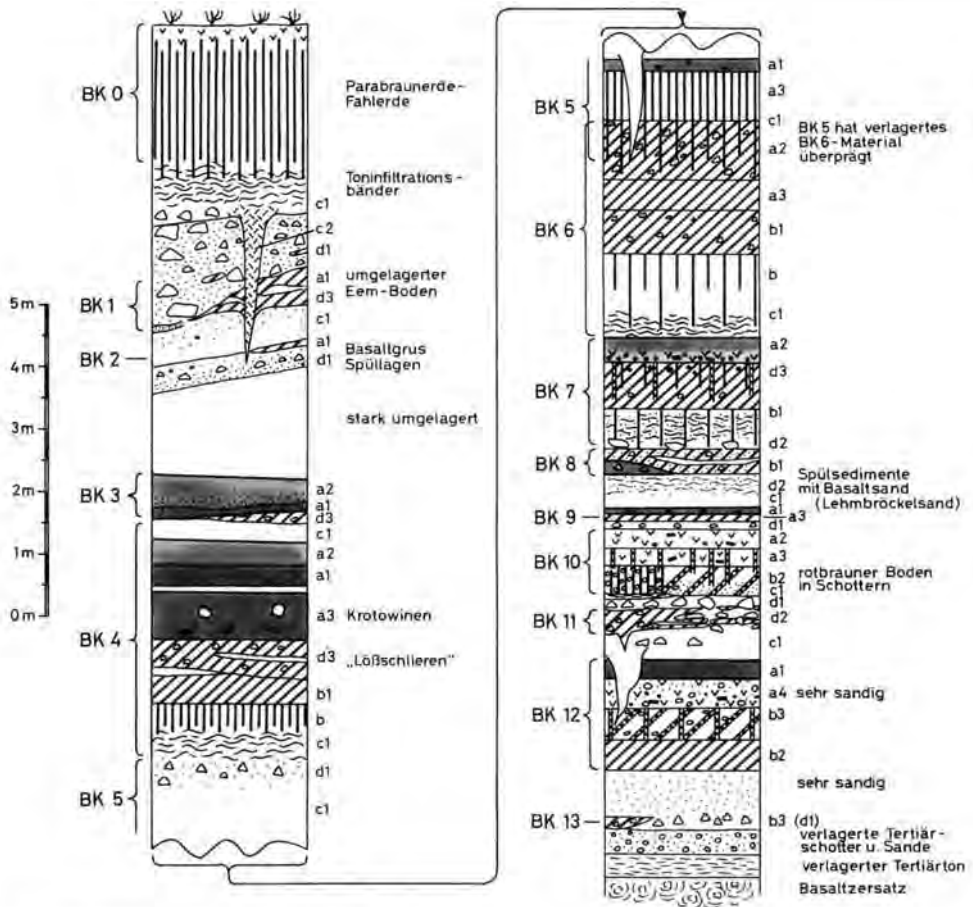 BK 0
Parabraunerde-
Fahlerde
Toninfiltrations-
bänder
c1
c2
d1
a1
umgelagerter
Eem-Boden
BK 1
d3
c1
5m
a1
BK 2
d1
Basaltgrus
Spüllagen
4m
3m
stark umgelagert
2m
BK 3
a2
a1
d3
c1
1m
a2
a1
0m
a3
Krotowinen
BK 4
d3
„Lößschlieren"
b1
b
c1
d1
BK 5
c1
a1
BK 5
a3
c1
a2
BK 5 hat verlagertes
BK 6-Material
überprägt
a3
BK 6
b1
b
c1
a2
d3
BK 7
b1
d2
BK 8
b1
d2
c1
Spülsedimente
mit Basaltsand
(Lehmbröckelsand)
a1
BK 9
a3
d1
a2
BK 10
a3
b2
c1
rotbrauner Boden
in Schottern
d1
BK 11
d2
c1
a1
a4
sehr sandig
BK 12
b3
b2
sehr sandig
BK 13
b3 (d1)
verlagerte Tertiär-
schotter u. Sande
verlagerter Tertiärton
Basaltzersatz